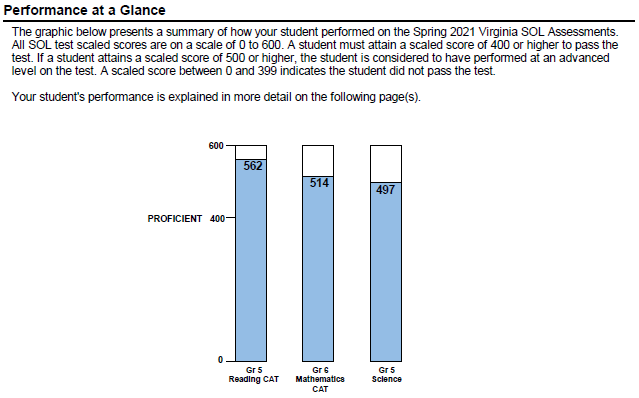 Performance at a Glance
The graphic below presents a summary of how your student performed on the Spring 2021 Virginia SOL Assessments.
All SOL test scaled scores are on a scale of 0 to 600. A student must attain a scaled score of 400 or higher to pass the
test. If a student attains a scaled score of 500 or higher, the student is considered to have performed at an advanced
level on the test. A scaled score between 0 and 399 indicates the student did not pass the test.
Your student's performance is explained in more detail on the following page(s).
600
562
514
497
PROFICIENT 400
0
Gr 5 Gr 6 Gr 5
Reading CAT Mathematics Science
CAT